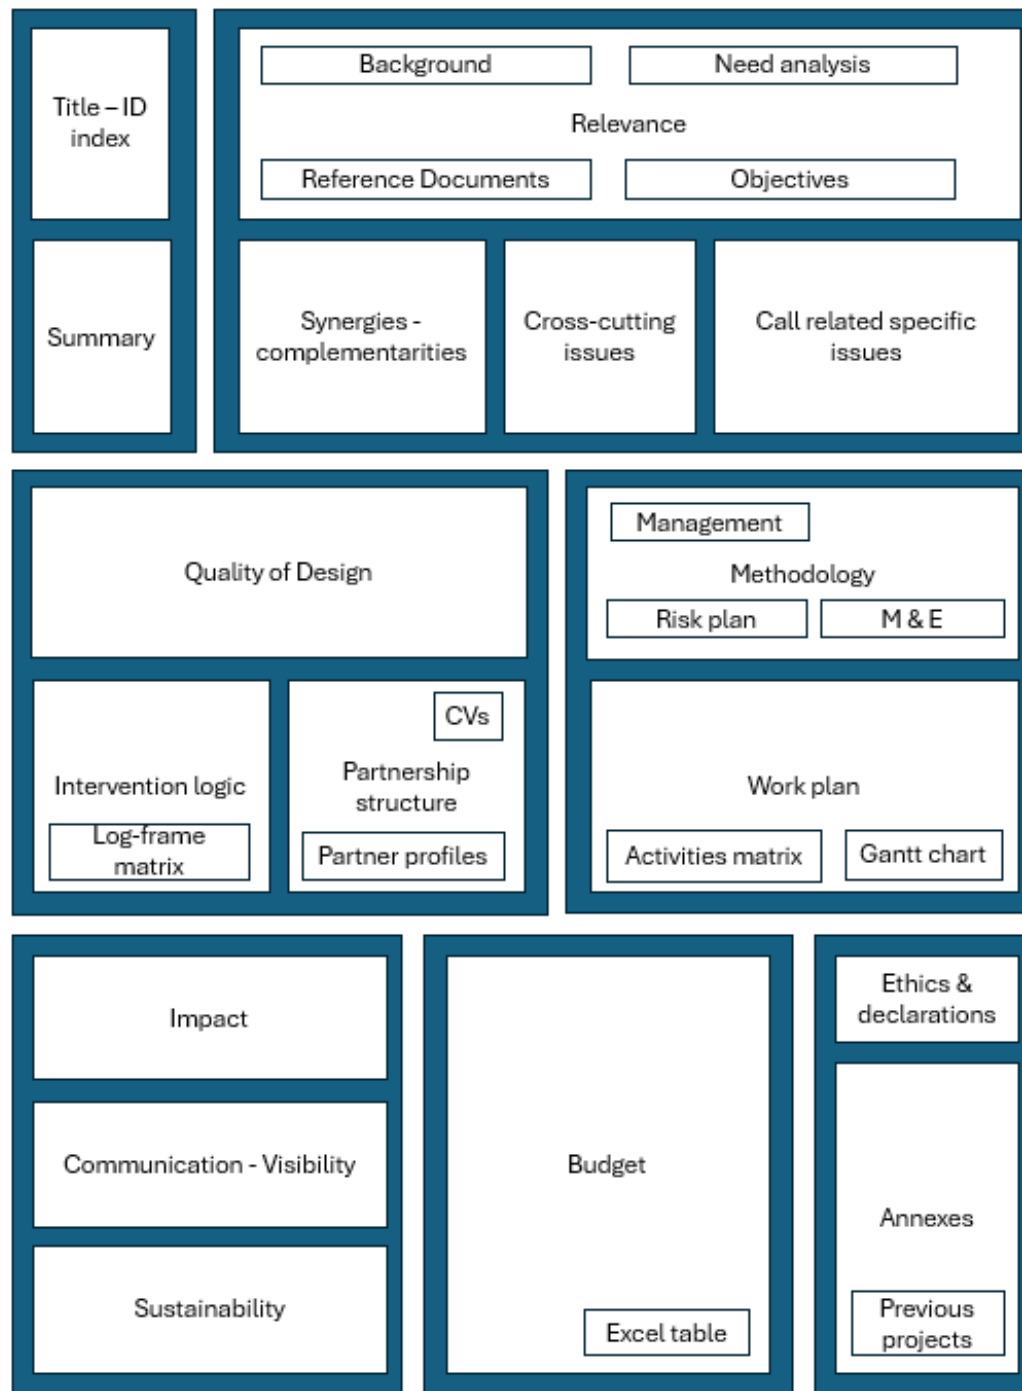 Title – ID
index
Background
Need analysis
Relevance
Reference Documents
Objectives
Summary
Synergies -
complementarities
Cross-cutting
issues
Call related specific
issues
Quality of Design
Management
Methodology
Risk plan
M & E
Intervention logic
Log-frame
matrix
CVs
Partnership
structure
Partner profiles
Work plan
Activities matrix
Gantt chart
Impact
Communication - Visibility
Sustainability
Budget
Excel table
Ethics &
declarations
Annexes
Previous
projects